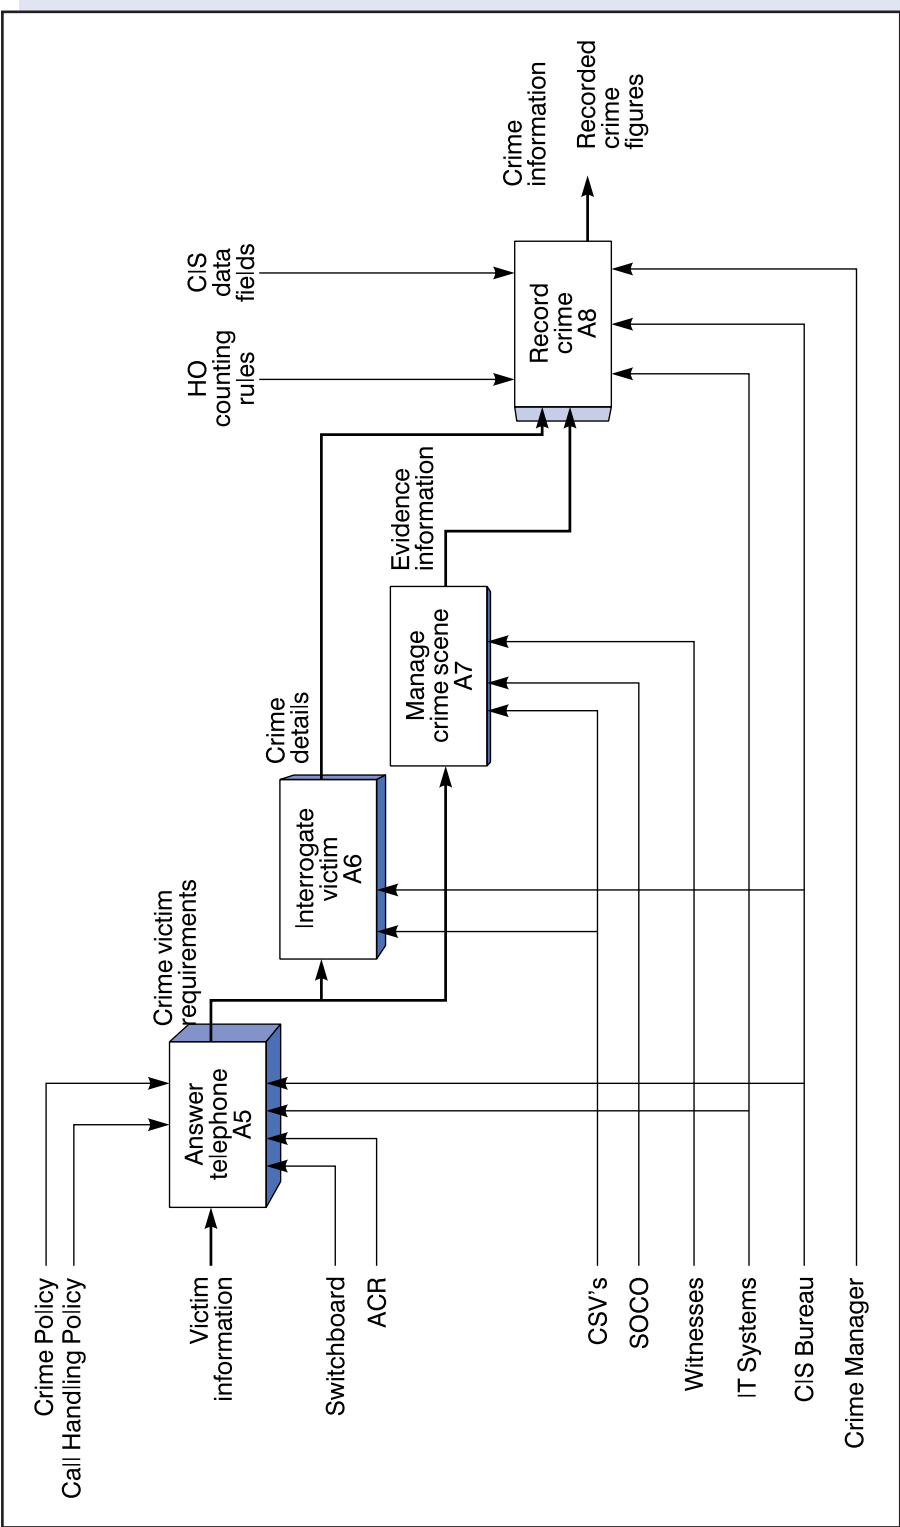 Crime Policy
Call Handling Policy
Victim
information
Switchboard
ACR
CSV's
SOCO
Witnesses
IT Systems
CIS Bureau
Crime Manager
Answer
telephone
A5
Crime victim
requirements
Interrogate
victim
A6
Crime
details
Manage
crime scene
A7
Evidence
information
HO
counting
rules
CIS
data
fields
Record
crime
A8
Crime
information
Recorded
crime
figures